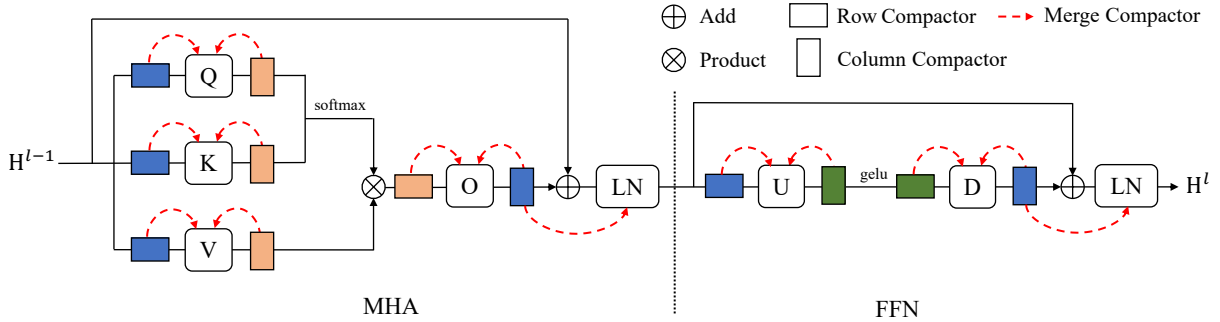 Add
Row Compactor
Merge Compactor
Product
Column Compactor
Q
softmax
H^{l-1}
K
O
LN
U
gelu
D
LN
H^l
V
MHA
FFN